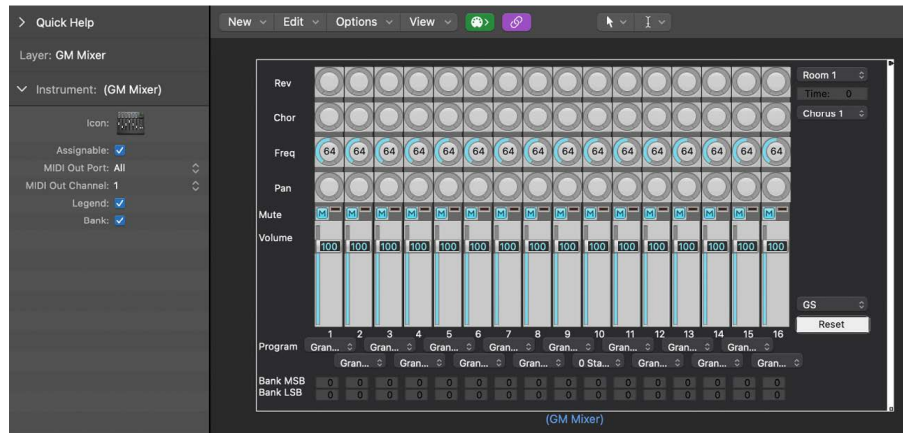 Quick Help
Layer: GM Mixer
Instrument: (GM Mixer)
Icon:
Assignable:
MIDI Out Port: All
MIDI Out Channel: 1
Legend:
Bank:
New Edit Options View
Rev
Room 1
Time: 0
Chor
Chorus 1
Freq 64 64 64 64 64 64 64 64 64 64 64 64 64 64 64 64
Pan
Mute M M M M M M M M M M M M M M M M
Volume 100 100 100 100 100 100 100 100 100 100 100 100 100 100 100 100
GS
Reset
1 2 3 4 5 6 7 8 9 10 11 12 13 14 15 16
Program Gran... Gran... Gran... Gran... Gran... Gran... Gran... Gran...
Gran... Gran... Gran... Gran... 0 Sta... Gran... Gran... Gran...
Bank MSB 0 0 0 0 0 0 0 0 0 0 0 0 0 0 0 0
Bank LSB 0 0 0 0 0 0 0 0 0 0 0 0 0 0 0 0
(GM Mixer)